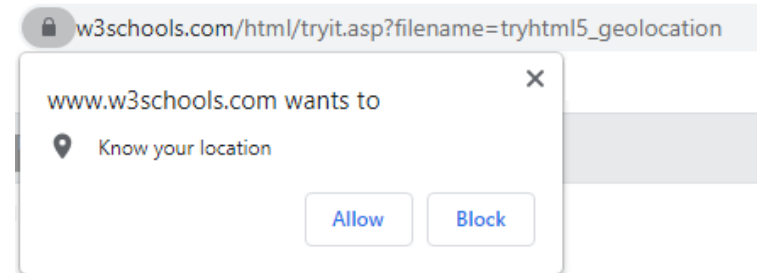 w3schools.com/html/tryit.asp?filename=tryhtml5_geolocation
www.w3schools.com wants to
Know your location
Allow Block